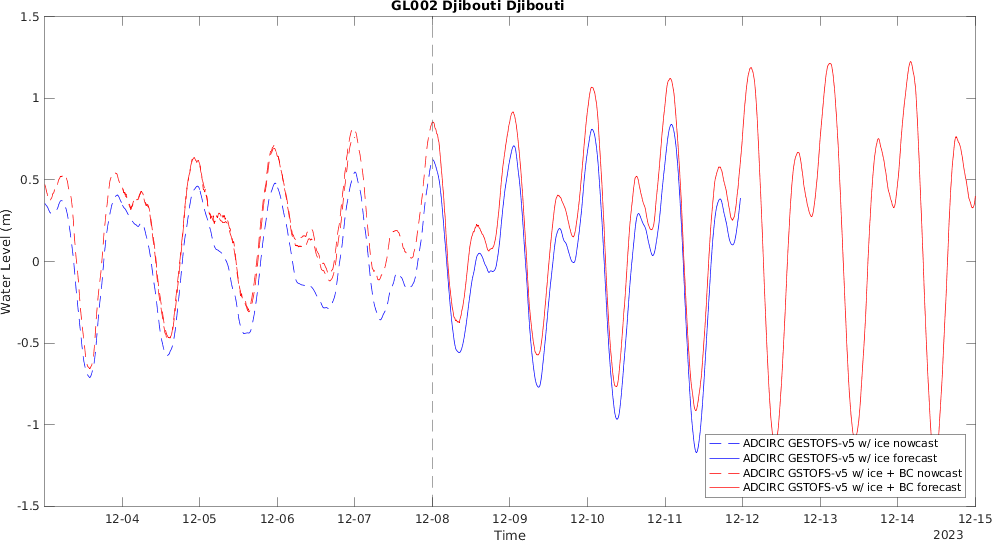 GL002 Djibouti Djibouti
1.5
1
0.5
0
-0.5
-1
-1.5
Water Level (m)
12-04 12-05 12-06 12-07 12-08 12-09 12-10 12-11 12-12 12-13 12-14 12-15
Time
2023
ADCIRC GESTOFS-v5 w/ ice nowcast
ADCIRC GESTOFS-v5 w/ ice forecast
ADCIRC GSTOFS-v5 w/ ice + BC nowcast
ADCIRC GSTOFS-v5 w/ ice + BC forecast